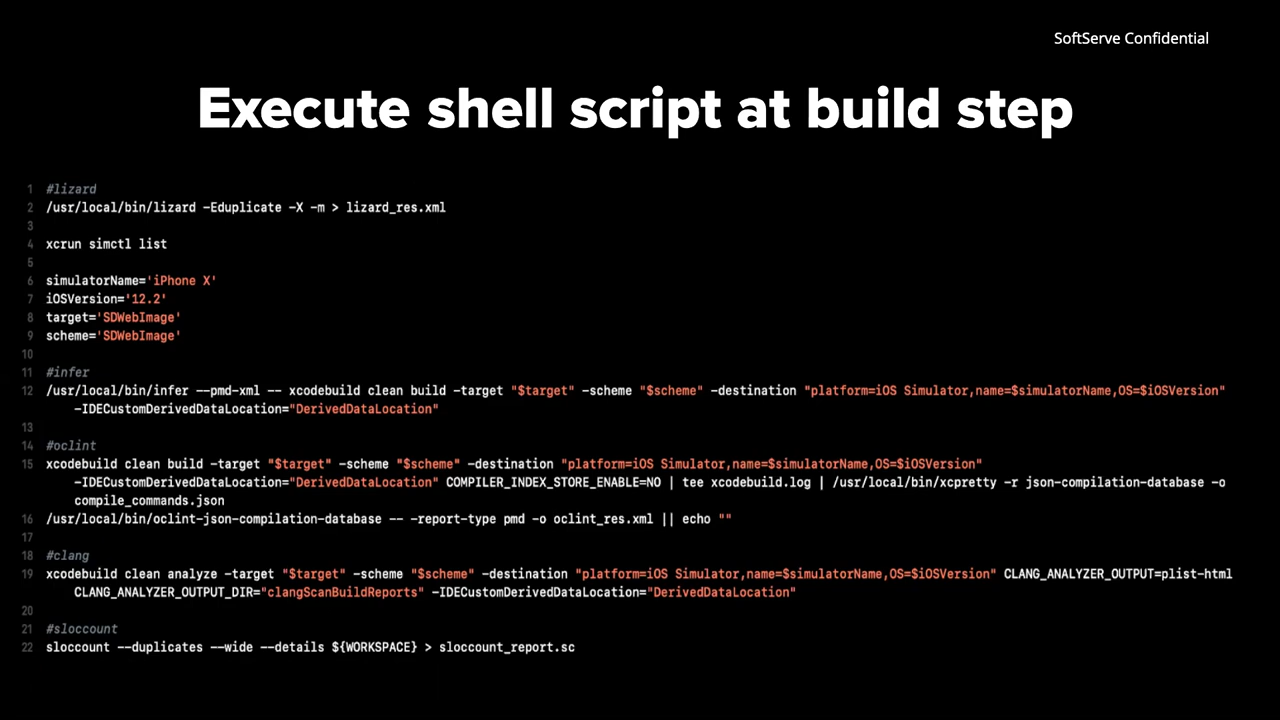 SoftServe Confidential
Execute shell script at build step
1 #lizard
2 /usr/local/bin/lizard -Eduplicate -X -m > lizard_res.xml
3
4 xcrun simctl list
5
6 simulatorName='iPhone X'
7 iOSVersion='12.2'
8 target='SDWebImage'
9 scheme='SDWebImage'
10
11 #infer
12 /usr/local/bin/infer --pmd-xml -- xcodebuild clean build -target "$target" -scheme "$scheme" -destination "platform=iOS Simulator,name=$simulatorName,OS=$iOSVersion"
-IDECustomDerivedDataLocation="DerivedDataLocation"
13
14 #oclint
15 xcodebuild clean build -target "$target" -scheme "$scheme" -destination "platform=iOS Simulator,name=$simulatorName,OS=$iOSVersion"
-IDECustomDerivedDataLocation="DerivedDataLocation" COMPILER_INDEX_STORE_ENABLE=NO | tee xcodebuild.log | /usr/local/bin/xcpretty -r json-compilation-database -o
compile_commands.json
16 /usr/local/bin/oclint-json-compilation-database -- -report-type pmd -o oclint_res.xml || echo ""
17
18 #clang
19 xcodebuild clean analyze -target "$target" -scheme "$scheme" -destination "platform=iOS Simulator,name=$simulatorName,OS=$iOSVersion" CLANG_ANALYZER_OUTPUT=plist-html
CLANG_ANALYZER_OUTPUT_DIR="clangScanBuildReports" -IDECustomDerivedDataLocation="DerivedDataLocation"
20
21 #sloccount
22 sloccount --duplicates --wide --details ${WORKSPACE} > sloccount_report.sc